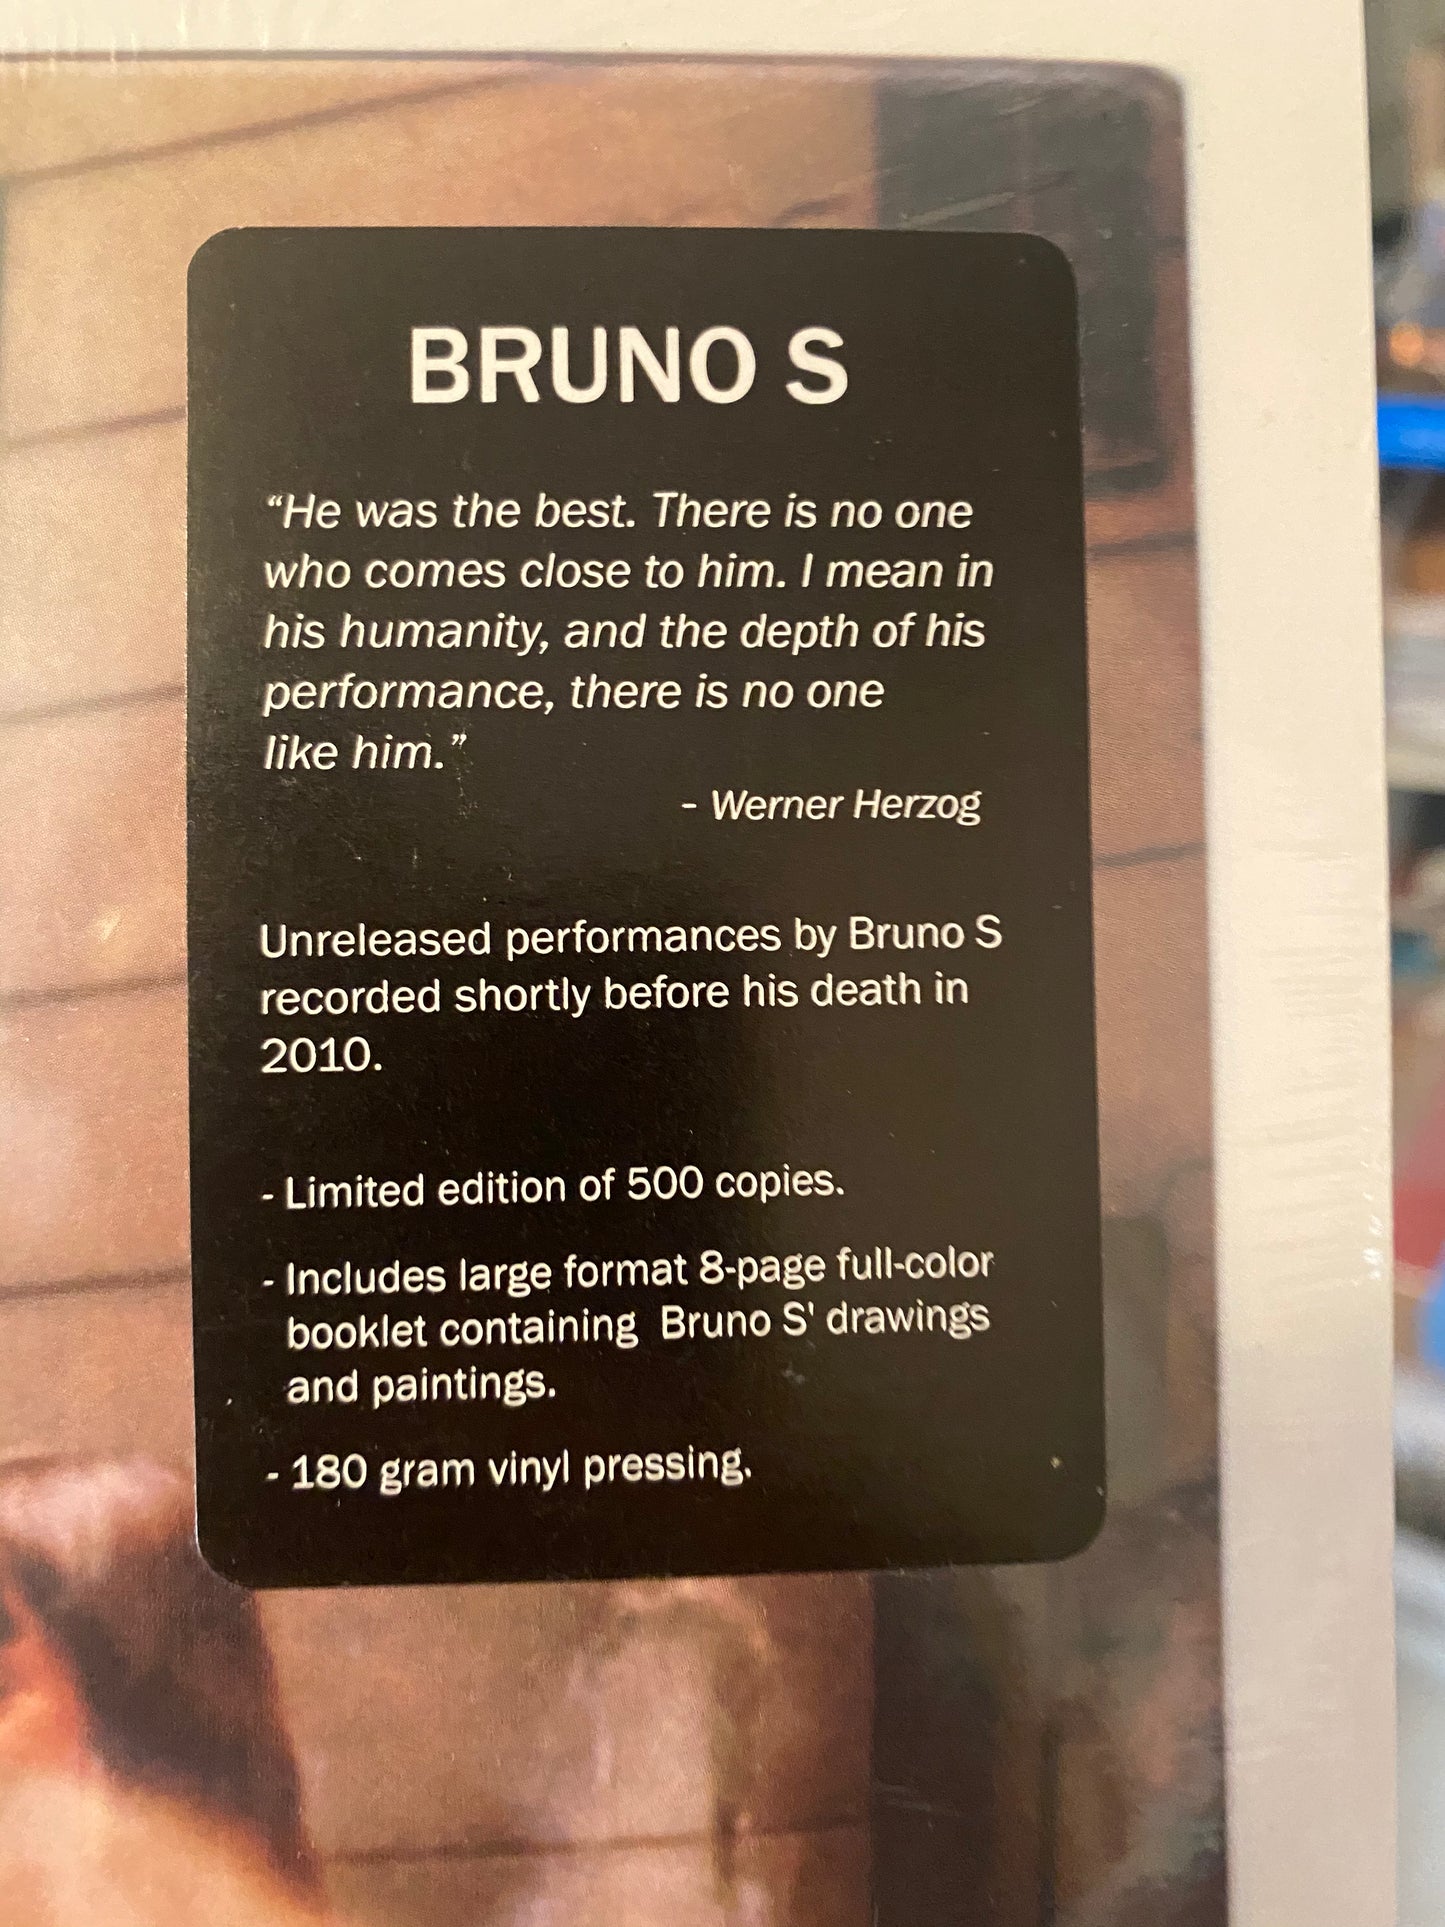 BRUNO S
“He was the best. There is no one
who comes close to him. I mean in
his humanity, and the depth of his
performance, there is no one
like him.”
- Werner Herzog
Unreleased performances by Bruno S
recorded shortly before his death in
2010.
- Limited edition of 500 copies.
- Includes large format 8-page full-color
booklet containing  Bruno S' drawings
and paintings.
- 180 gram vinyl pressing.